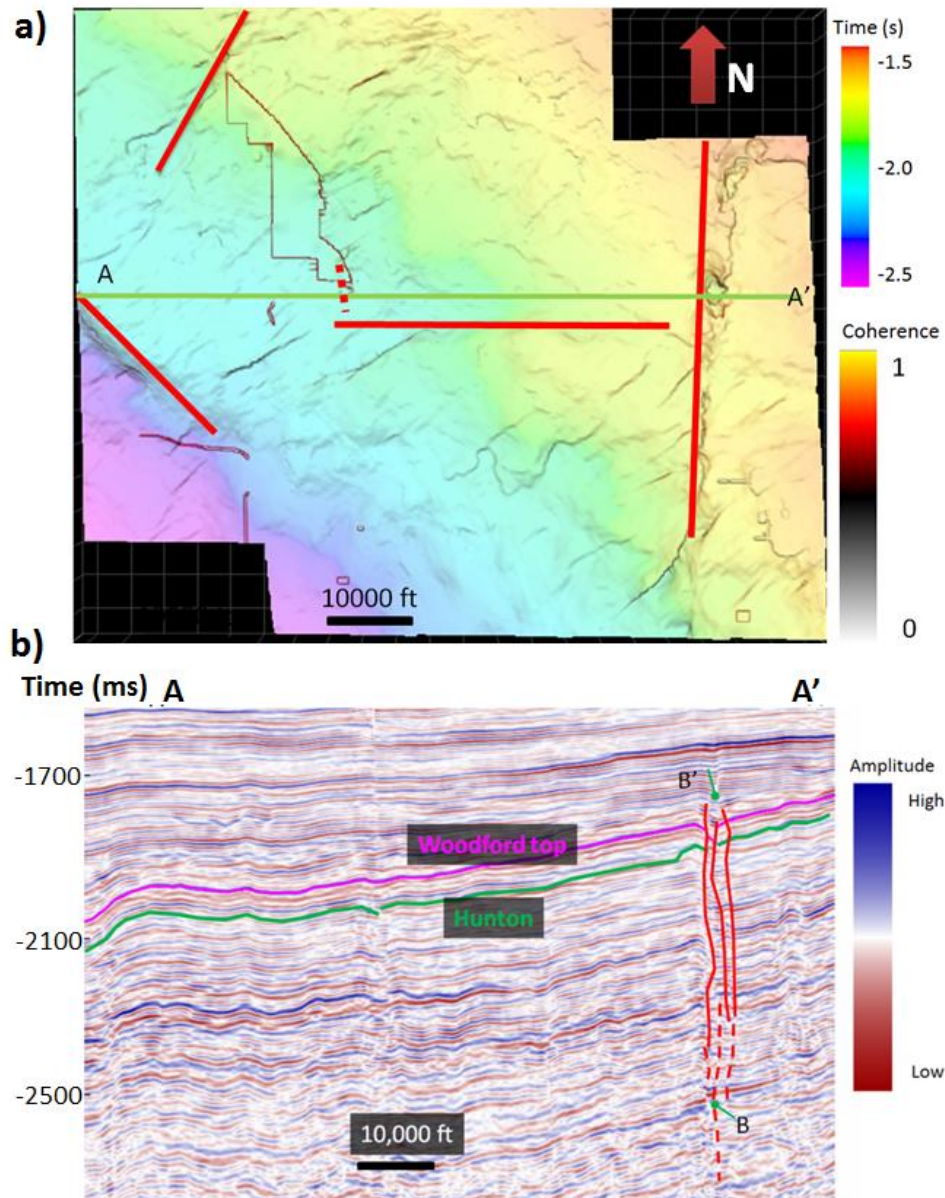 a)
N
Time (s)
-1.5
-2.0
-2.5
A
A'
Coherence
1
0
10000 ft
b)
Time (ms) A A'
-1700
-2100
-2500
B'
Woodford top
Hunton
B
10,000 ft
Amplitude
High
Low